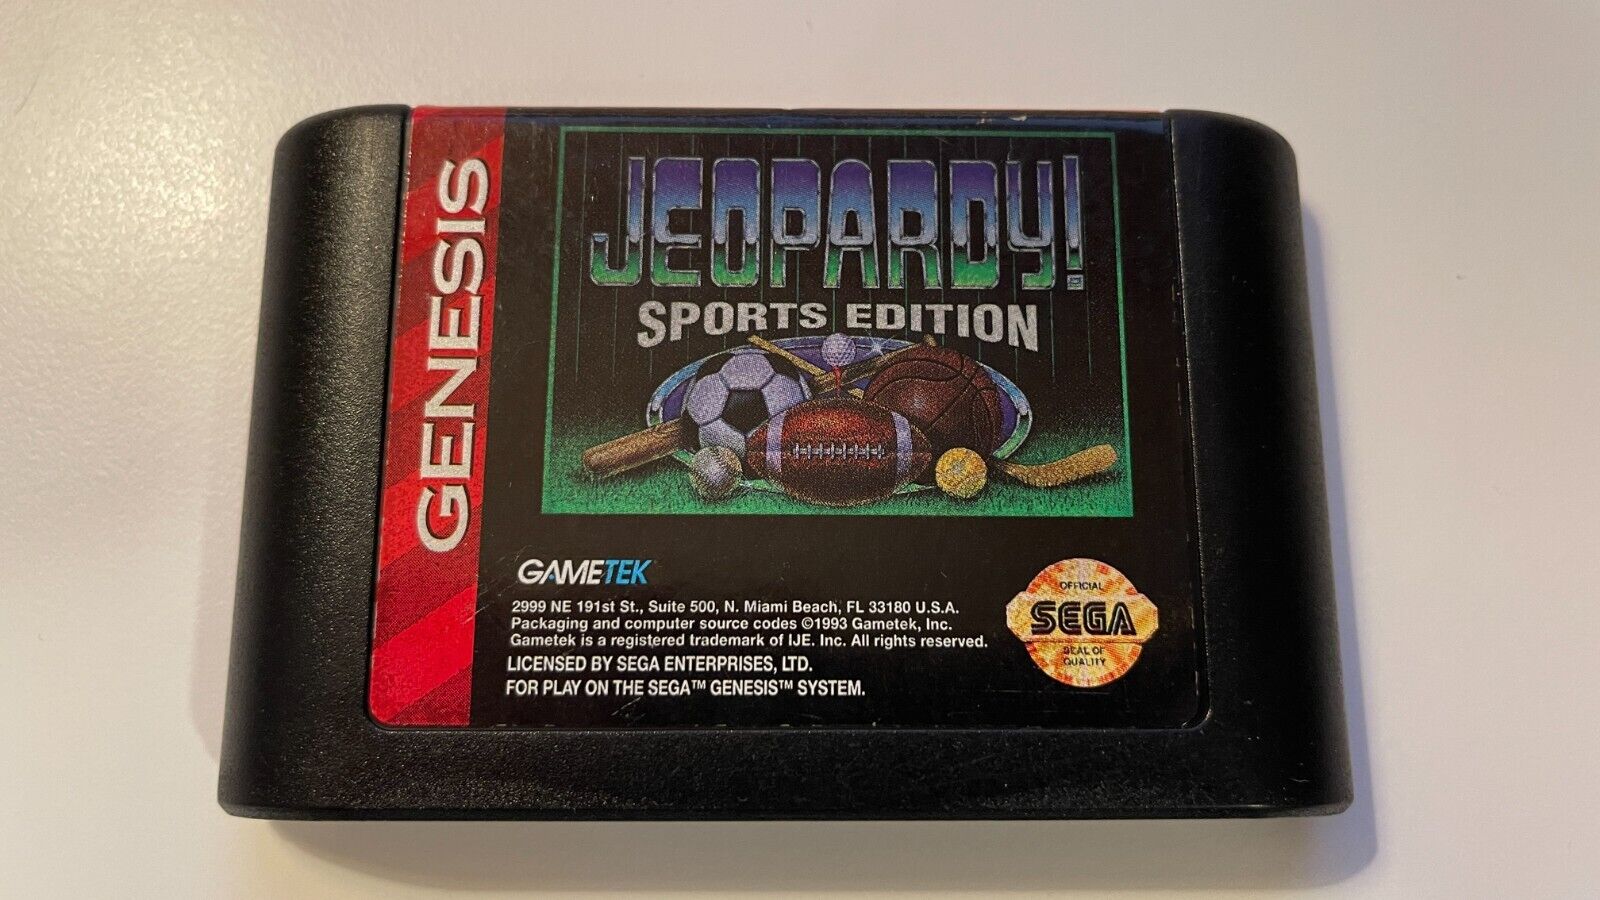 GENESIS
JEOPARDY!
SPORTS EDITION
GAMETEK
2999 NE 191st St., Suite 500, N. Miami Beach, FL 33180 U.S.A.
Packaging and computer source codes ©1993 Gametek, Inc.
Gametek is a registered trademark of IJE. Inc. All rights reserved.
LICENSED BY SEGA ENTERPRISES, LTD.
FOR PLAY ON THE SEGA™ GENESIS™ SYSTEM.
OFFICIAL
SEGA
SEAL OF
QUALITY